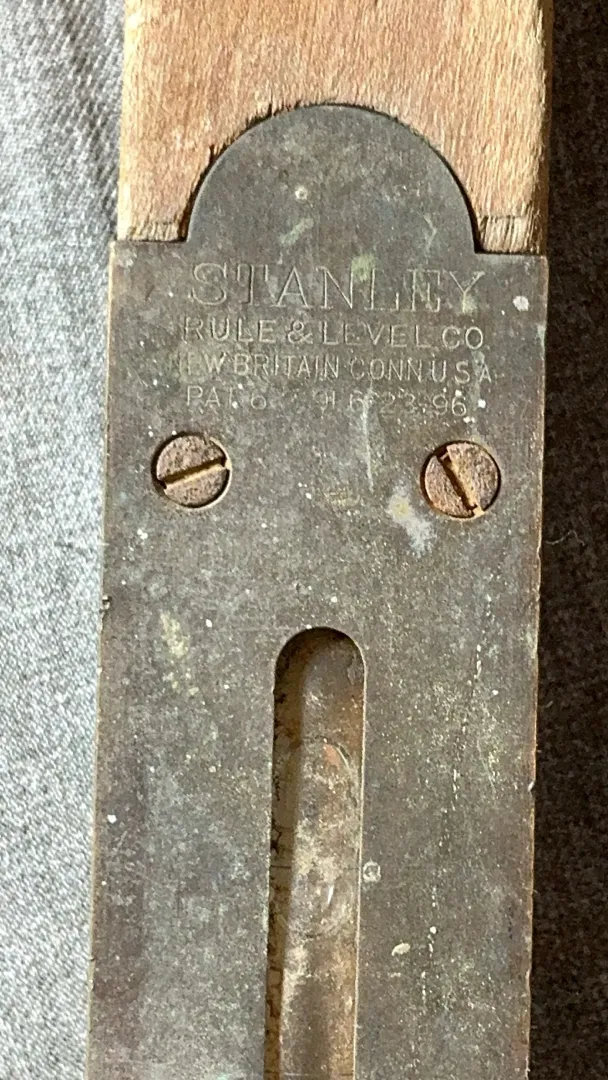 STANLEY
RULE & LEVEL CO.
NEW BRITAIN CONN. U.S.A.
PAT. 6-23-96